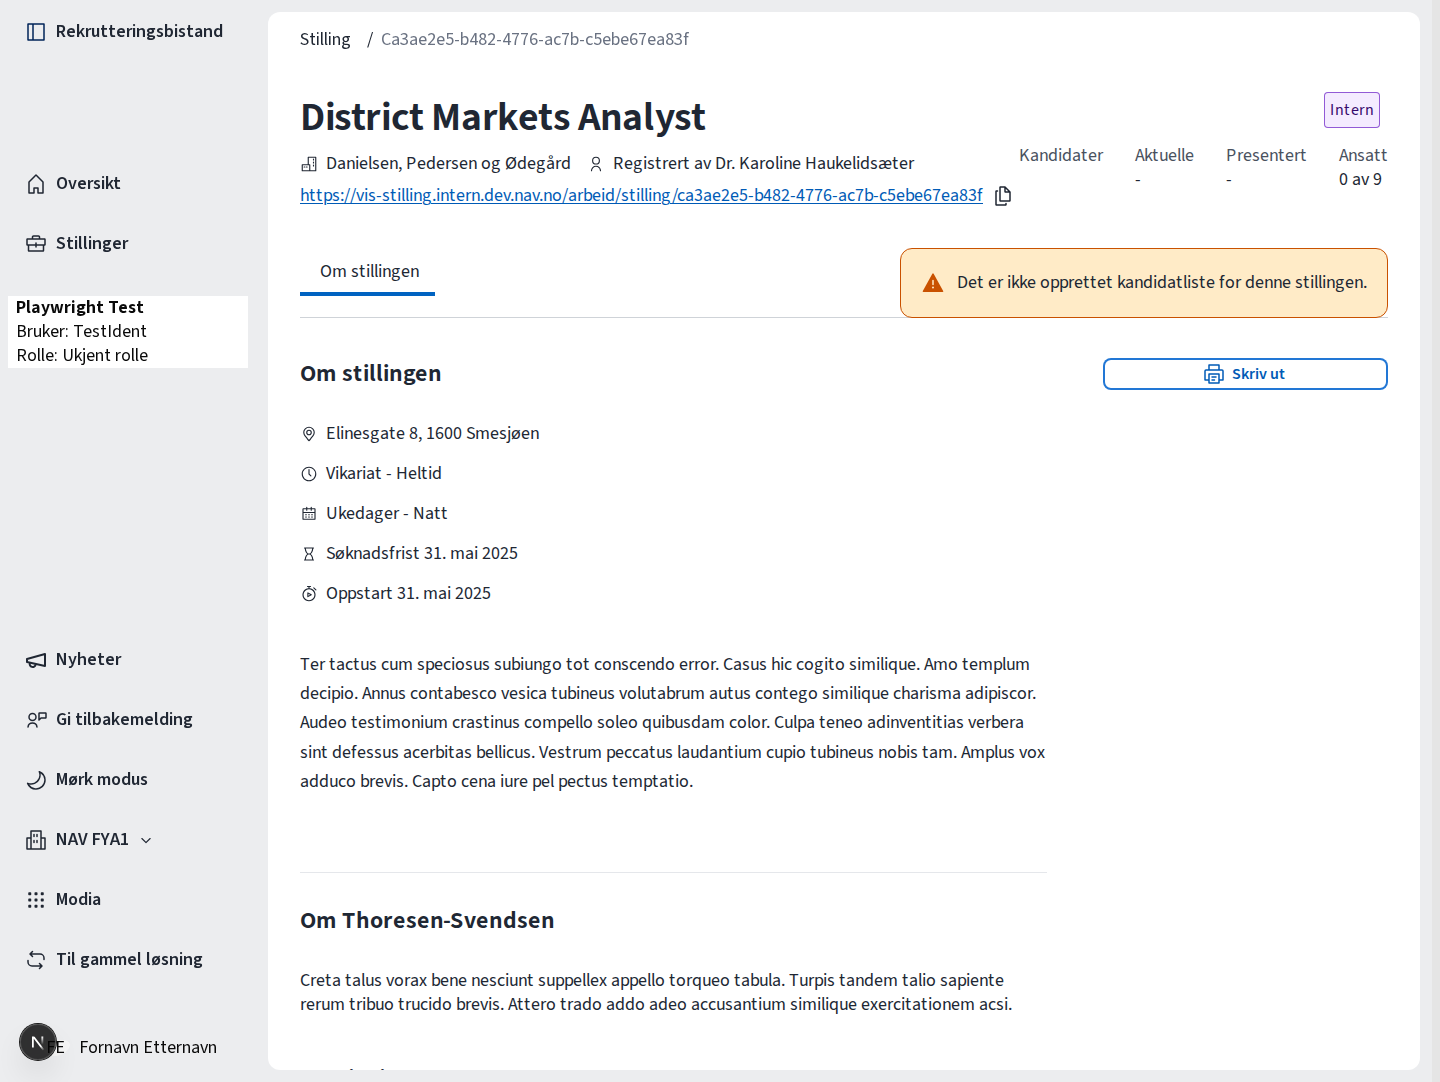 Rekrutteringsbistand
Oversikt
Stillinger
Playwright Test
Bruker: TestIdent
Rolle: Ukjent rolle
Nyheter
Gi tilbakemelding
Mørk modus
NAV FYA1
Modia
Til gammel løsning
N
FE Fornavn Etternavn
Stilling / Ca3ae2e5-b482-4776-ac7b-c5ebe67ea83f
District Markets Analyst
Intern
Danielsen, Pedersen og Ødegård Registrert av Dr. Karoline Haukelidsæter
https://vis-stilling.intern.dev.nav.no/arbeid/stilling/ca3ae2e5-b482-4776-ac7b-c5ebe67ea83f
Kandidater Aktuelle Presentert Ansatt
- - 0 av 9
Om stillingen
Det er ikke opprettet kandidatliste for denne stillingen.
Om stillingen
Skriv ut
Elinesgate 8, 1600 Smesjøen
Vikariat - Heltid
Ukedager - Natt
Søknadsfrist 31. mai 2025
Oppstart 31. mai 2025
Ter tactus cum speciosus subiungo tot conscendo error. Casus hic cogito similique. Amo templum
decipio. Annus contabesco vesica tubineus volutabrum autus contego similique charisma adipiscor.
Audeo testimonium crastinus compello soleo quibusdam color. Culpa teneo adinventitias verbera
sint defessus acerbitas bellicus. Vestrum peccatus laudantium cupio tubineus nobis tam. Amplus vox
adduco brevis. Capto cena iure pel pectus temptatio.
Om Thoresen-Svendsen
Creta talus vorax bene nesciunt suppellex appello torqueo tabula. Turpis tandem talio sapiente
rerum tribuo trucido brevis. Attero trado addo adeo accusantium similique exercitationem acsi.